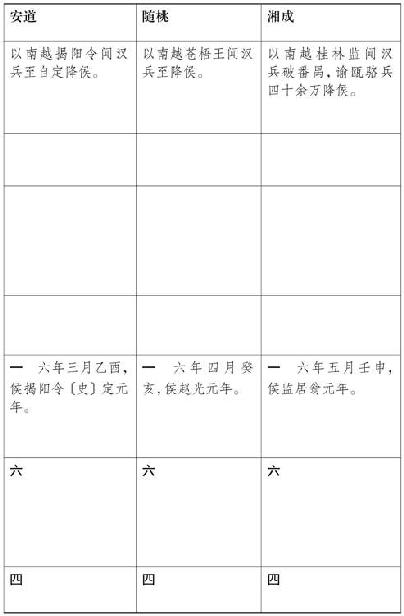 安道
随桃
湘成
以南越揭阳令闻汉
兵至自定降侯。
以南越苍梧王闻汉
兵至降侯。
以南越桂林监闻汉
兵破番禺，谕瓯骆兵
四十余万降侯。
一　六年三月乙酉，
侯揭阳令〔史〕定元
年。
一　六年四月癸
亥，侯赵光元年。
一　六年五月壬申，
侯监居翁元年。
六
六
六
四
四
四